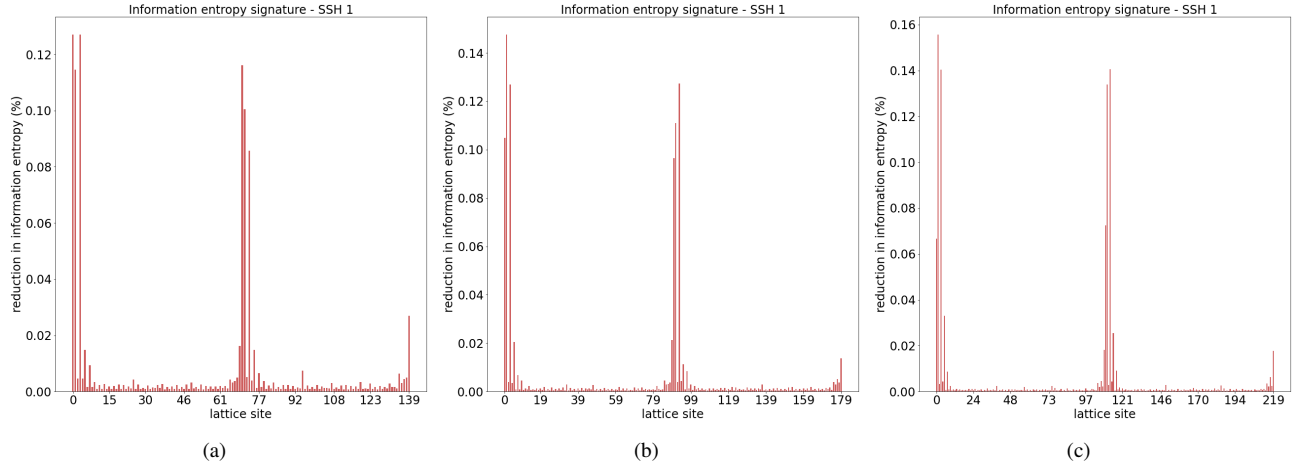 Information entropy signature - SSH 1
reduction in information entropy (%)
0.12
0.10
0.08
0.06
0.04
0.02
0.00
0 15 30 46 61 77 92 108 123 139
lattice site
(a)
Information entropy signature - SSH 1
reduction in information entropy (%)
0.14
0.12
0.10
0.08
0.06
0.04
0.02
0.00
0 19 39 59 79 99 119 139 159 179
lattice site
(b)
Information entropy signature - SSH 1
reduction in information entropy (%)
0.16
0.14
0.12
0.10
0.08
0.06
0.04
0.02
0.00
0 24 48 73 97 121 146 170 194 219
lattice site
(c)